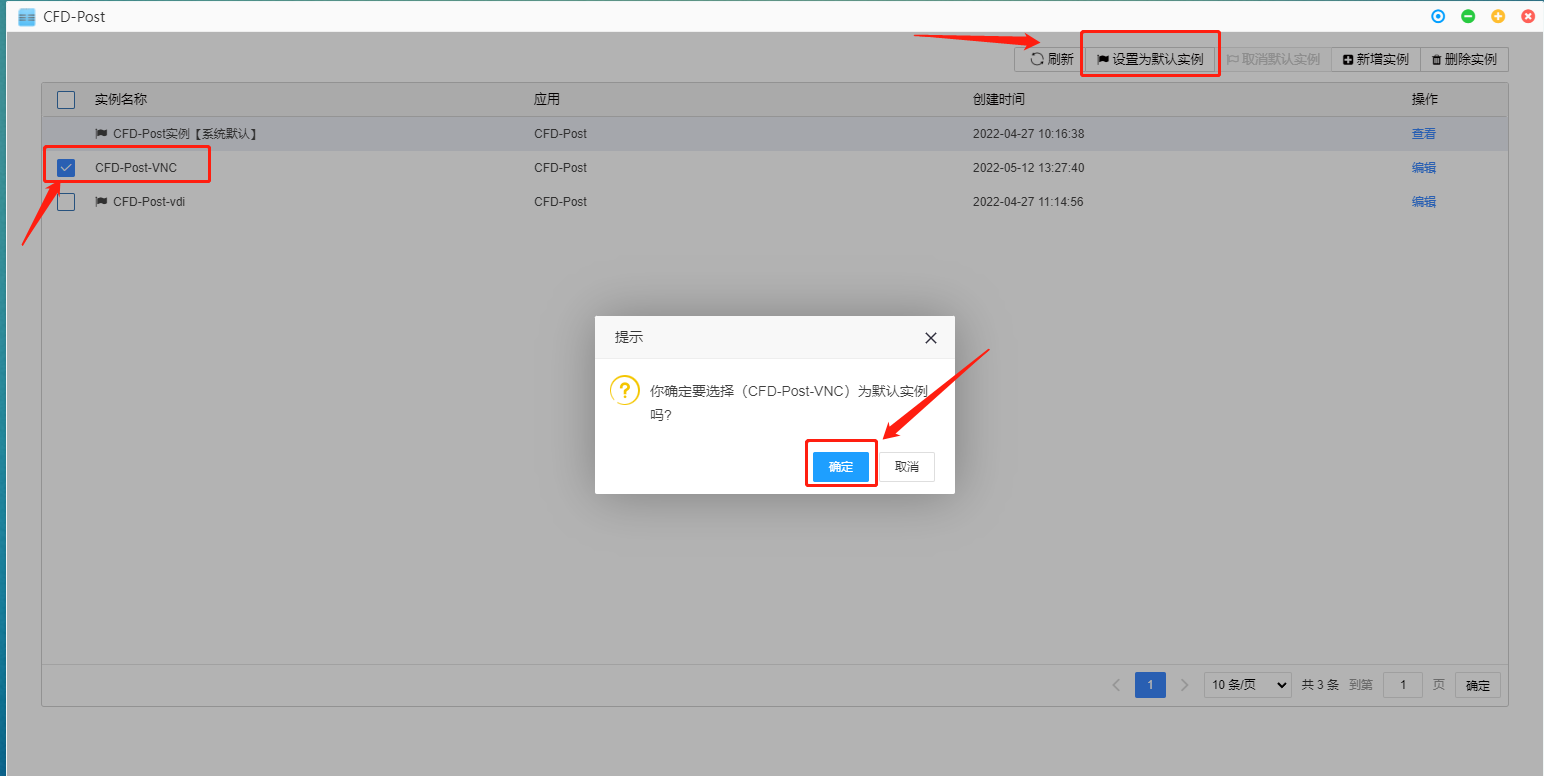 CFD-Post
刷新 设置为默认实例 取消默认实例 新增实例 删除实例
实例名称 应用 创建时间 操作
CFD-Post实例【系统默认】 CFD-Post 2022-04-27 10:16:38 查看
CFD-Post-VNC CFD-Post 2022-05-12 13:27:40 编辑
CFD-Post-vdi CFD-Post 2022-04-27 11:14:56 编辑
提示
你确定要选择（CFD-Post-VNC）为默认实例
吗?
确定 取消
1 10 条/页 共 3 条 到第 1 页 确定